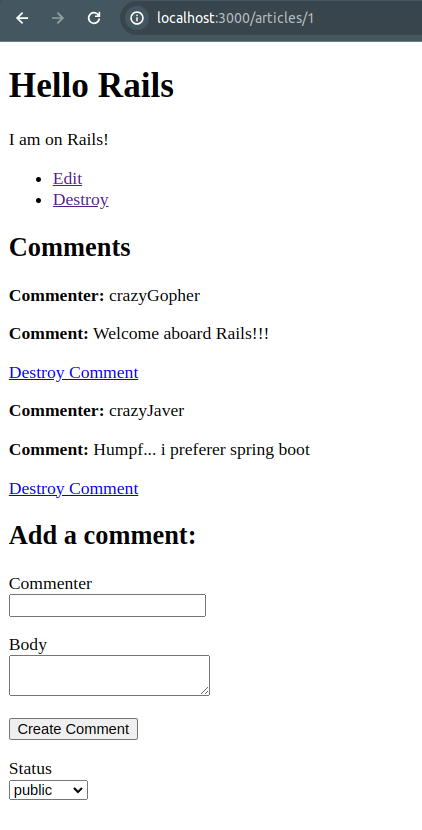 localhost:3000/articles/1
Hello Rails
I am on Rails!
Edit
Destroy
Comments
Commenter: crazyGopher
Comment: Welcome aboard Rails!!!
Destroy Comment
Commenter: crazyJaver
Comment: Humpf... i preferer spring boot
Destroy Comment
Add a comment:
Commenter
Body
Create Comment
Status
public